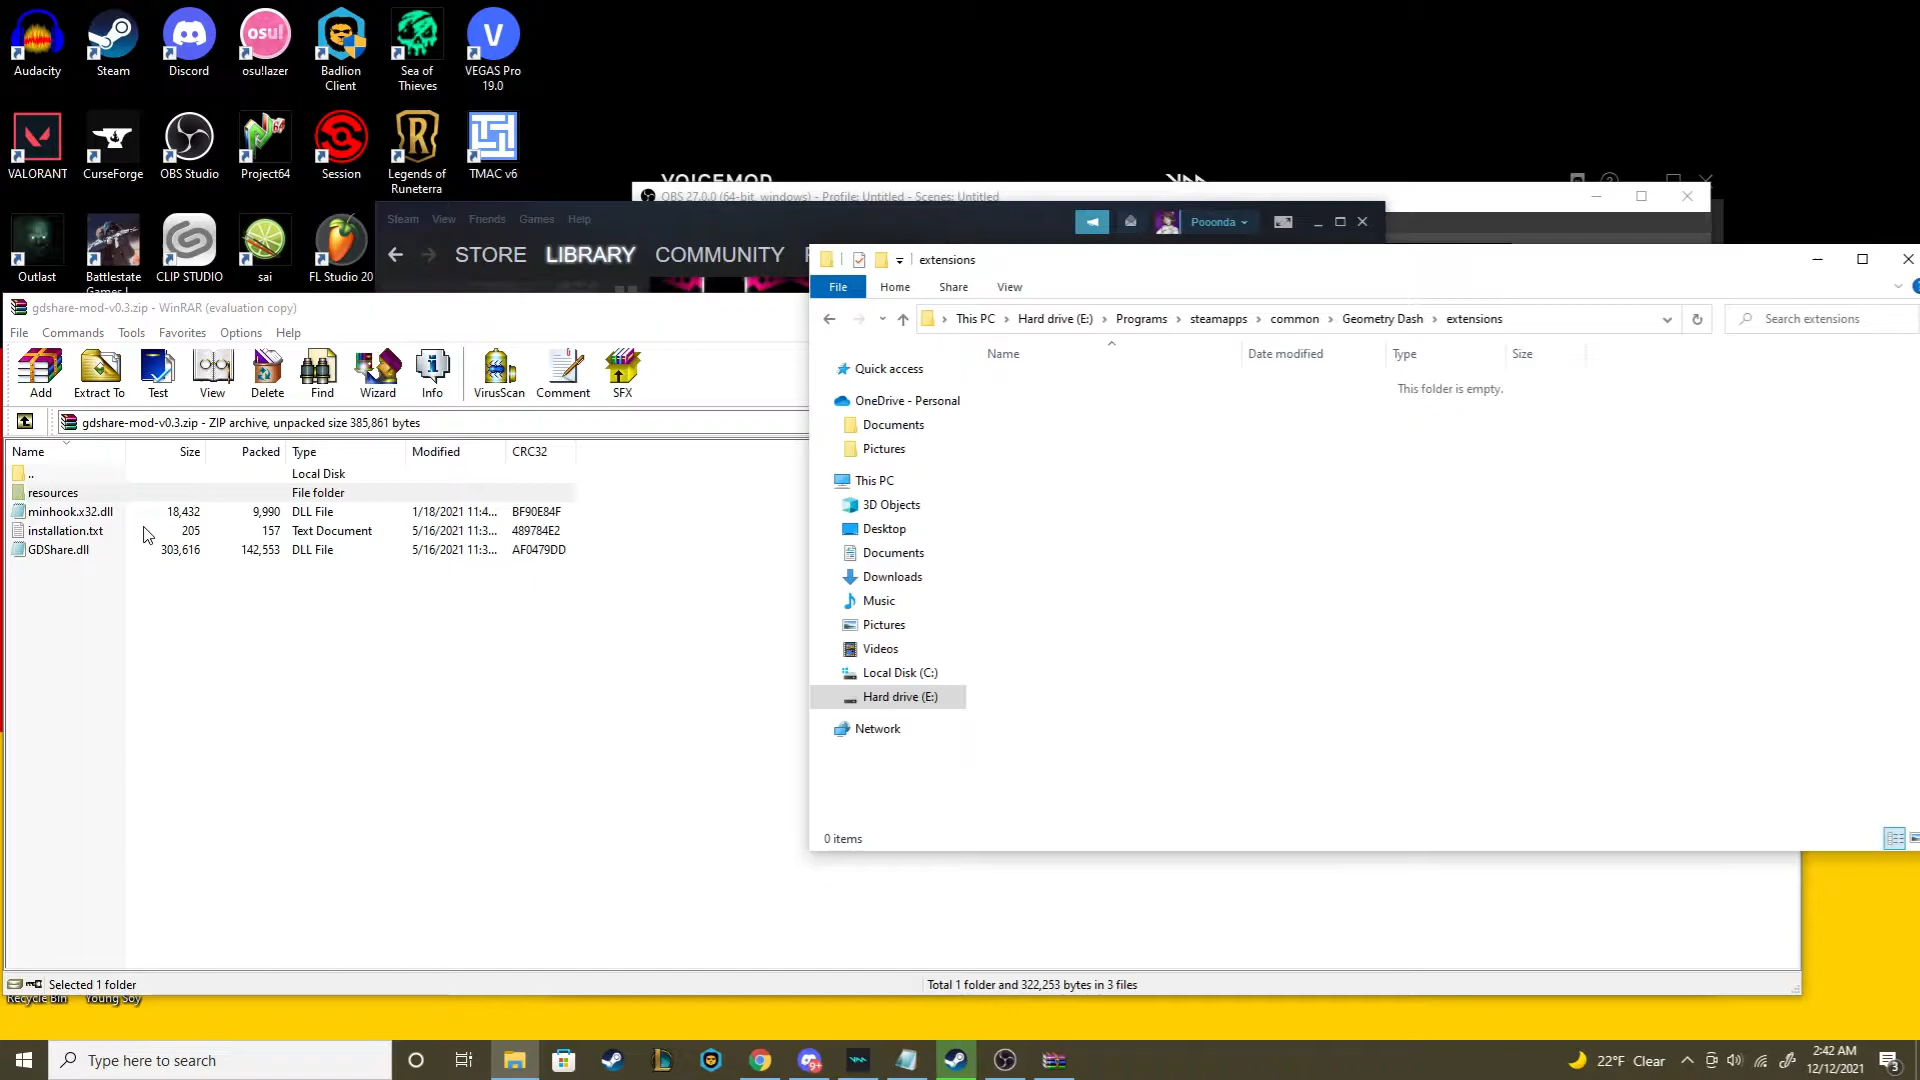 Audacity
Steam
Discord
osu!
osu!lazer
Badlion
Client
Sea of
Thieves
V
VEGAS Pro
19.0
VALORANT
CurseForge
OBS Studio
64
Project64
Session
R
Legends of
Runeterra
TMAC v6
Outlast
Battlestate
CLIP STUDIO
sai
FL Studio 20
VOICEMOD
OBS 27.0.0 (64-bit, windows) - Profile: Untitled - Scenes: Untitled
Steam View Friends Games Help
Pooonda
STORE LIBRARY COMMUNITY
gdshare-mod-v0.3.zip - WinRAR (evaluation copy)
File Commands Tools Favorites Options Help
Add Extract To Test View Delete Find Wizard Info VirusScan Comment SFX
gdshare-mod-v0.3.zip - ZIP archive, unpacked size 385,861 bytes
Name Size Packed Type Modified CRC32
.. Local Disk
resources File folder
minhook.x32.dll 18,432 9,990 DLL File 1/18/2021 11:4... BF90E84F
installation.txt 205 157 Text Document 5/16/2021 11:3... 489784E2
GDShare.dll 303,616 142,553 DLL File 5/16/2021 11:3... AF0479DD
Selected 1 folder
Total 1 folder and 322,253 bytes in 3 files
extensions
File Home Share View
This PC Hard drive (E:) Programs steamapps common Geometry Dash extensions
Search extensions
Name Date modified Type Size
This folder is empty.
Quick access
OneDrive - Personal
Documents
Pictures
This PC
3D Objects
Desktop
Documents
Downloads
Music
Pictures
Videos
Local Disk (C:)
Hard drive (E:)
Network
0 items
Recycle Bin
Young Soy
Type here to search
22°F Clear
2:42 AM
12/12/2021
3